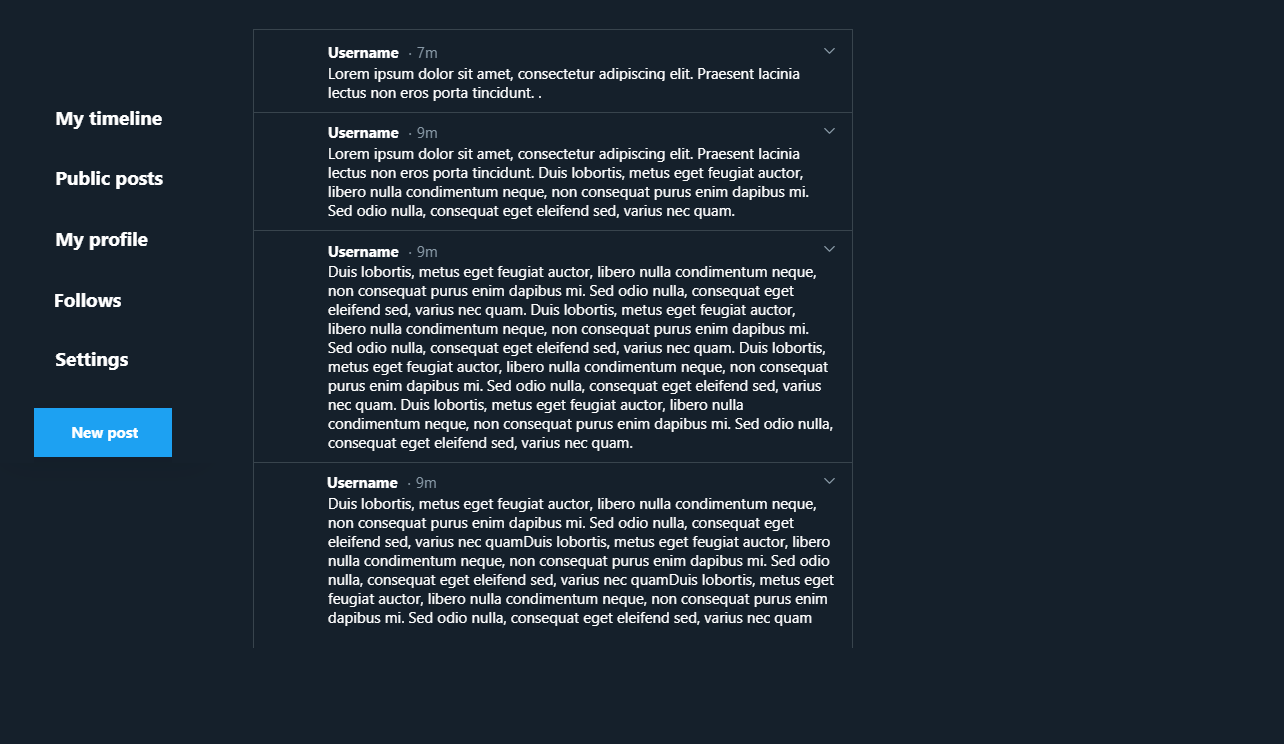 My timeline
Public posts
My profile
Follows
Settings
New post
Username · 7m
Lorem ipsum dolor sit amet, consectetur adipiscing elit. Praesent lacinia
lectus non eros porta tincidunt. .
Username · 9m
Lorem ipsum dolor sit amet, consectetur adipiscing elit. Praesent lacinia
lectus non eros porta tincidunt. Duis lobortis, metus eget feugiat auctor,
libero nulla condimentum neque, non consequat purus enim dapibus mi.
Sed odio nulla, consequat eget eleifend sed, varius nec quam.
Username · 9m
Duis lobortis, metus eget feugiat auctor, libero nulla condimentum neque,
non consequat purus enim dapibus mi. Sed odio nulla, consequat eget
eleifend sed, varius nec quam. Duis lobortis, metus eget feugiat auctor,
libero nulla condimentum neque, non consequat purus enim dapibus mi.
Sed odio nulla, consequat eget eleifend sed, varius nec quam. Duis lobortis,
metus eget feugiat auctor, libero nulla condimentum neque, non consequat
purus enim dapibus mi. Sed odio nulla, consequat eget eleifend sed, varius
nec quam. Duis lobortis, metus eget feugiat auctor, libero nulla
condimentum neque, non consequat purus enim dapibus mi. Sed odio nulla,
consequat eget eleifend sed, varius nec quam.
Username · 9m
Duis lobortis, metus eget feugiat auctor, libero nulla condimentum neque,
non consequat purus enim dapibus mi. Sed odio nulla, consequat eget
eleifend sed, varius nec quamDuis lobortis, metus eget feugiat auctor, libero
nulla condimentum neque, non consequat purus enim dapibus mi. Sed odio
nulla, consequat eget eleifend sed, varius nec quamDuis lobortis, metus eget
feugiat auctor, libero nulla condimentum neque, non consequat purus enim
dapibus mi. Sed odio nulla, consequat eget eleifend sed, varius nec quam